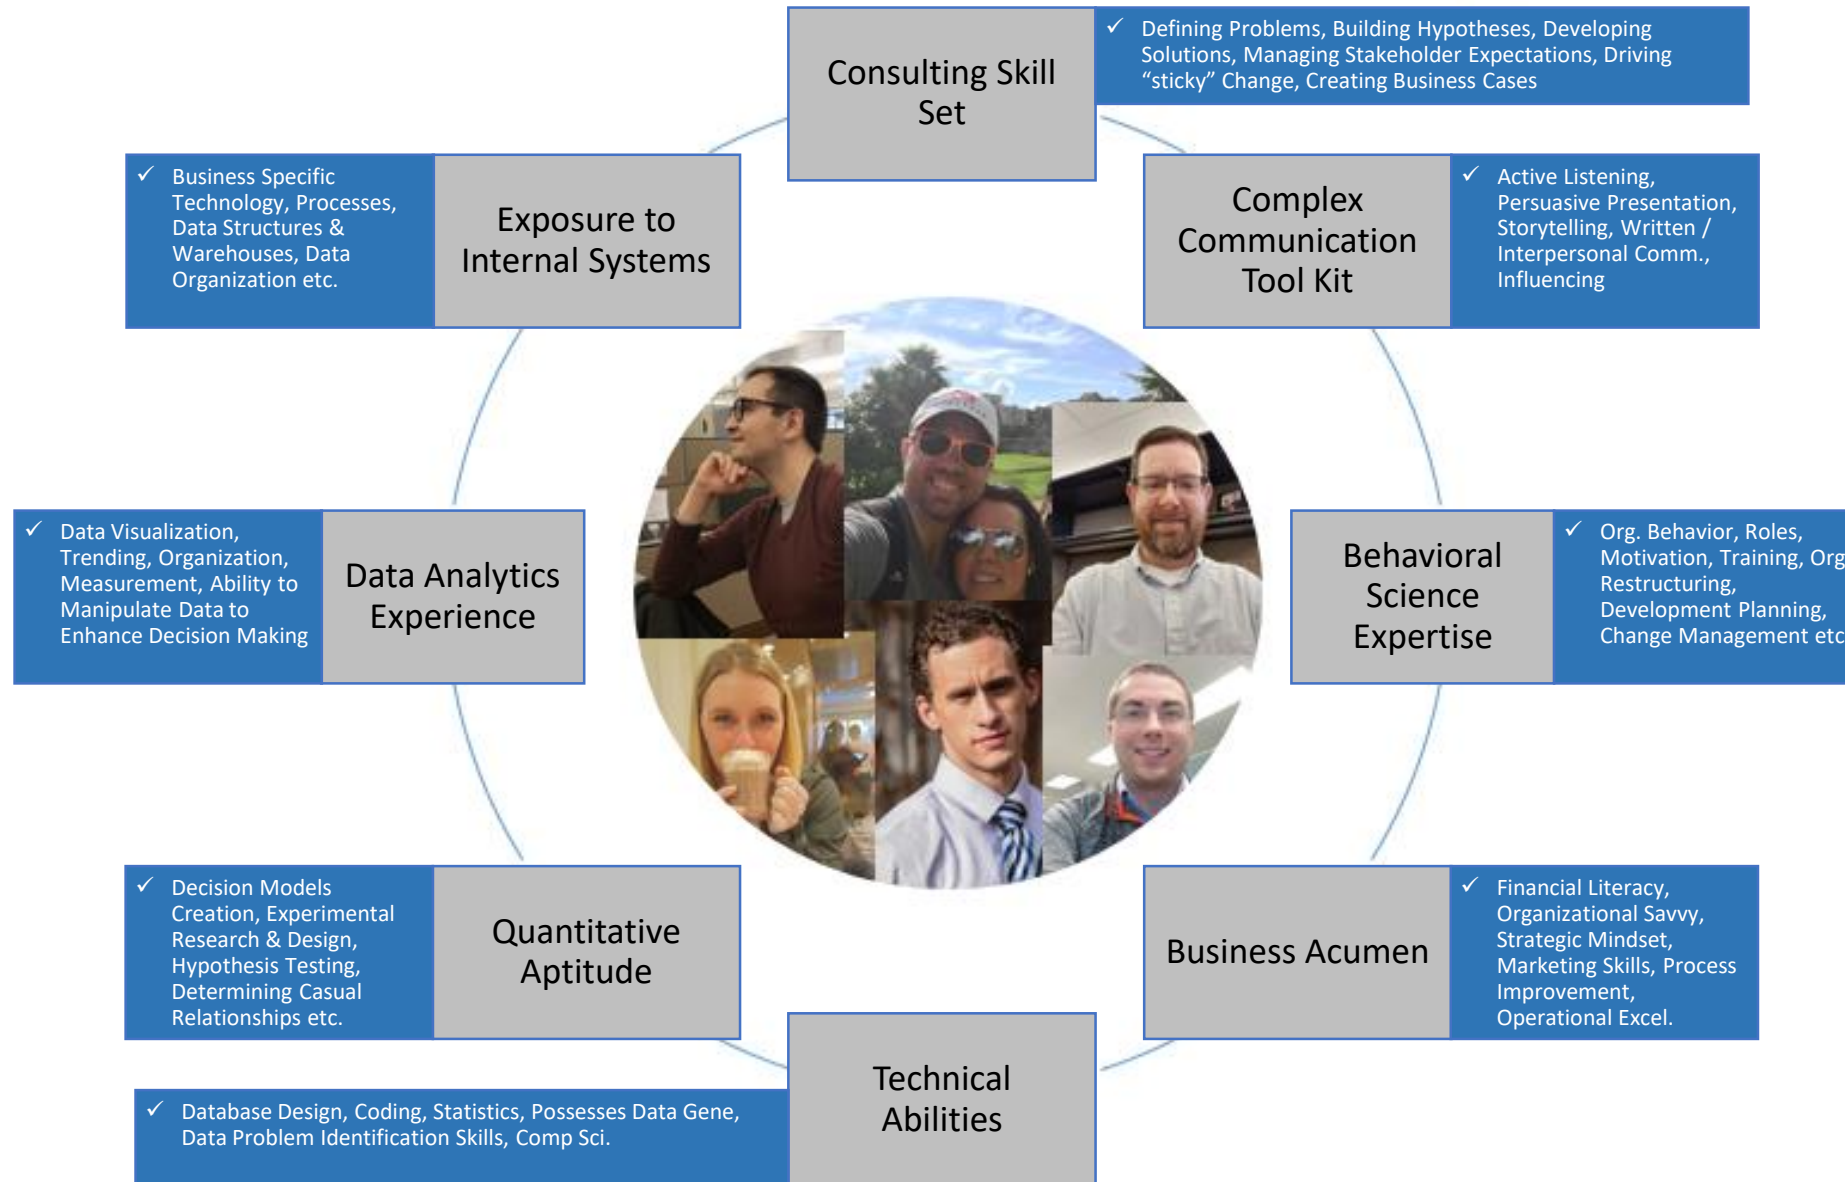 Consulting Skill
Set
✓ Defining Problems, Building Hypotheses, Developing
Solutions, Managing Stakeholder Expectations, Driving
“sticky” Change, Creating Business Cases
Complex
Communication
Tool Kit
✓ Active Listening,
Persuasive Presentation,
Storytelling, Written /
Interpersonal Comm.,
Influencing
Behavioral
Science
Expertise
✓ Org. Behavior, Roles,
Motivation, Training, Org
Restructuring,
Development Planning,
Change Management etc
Business Acumen
✓ Financial Literacy,
Organizational Savvy,
Strategic Mindset,
Marketing Skills, Process
Improvement,
Operational Excel.
Technical
Abilities
✓ Database Design, Coding, Statistics, Possesses Data Gene,
Data Problem Identification Skills, Comp Sci.
Quantitative
Aptitude
✓ Decision Models
Creation, Experimental
Research & Design,
Hypothesis Testing,
Determining Casual
Relationships etc.
Data Analytics
Experience
✓ Data Visualization,
Trending, Organization,
Measurement, Ability to
Manipulate Data to
Enhance Decision Making
Exposure to
Internal Systems
✓ Business Specific
Technology, Processes,
Data Structures &
Warehouses, Data
Organization etc.